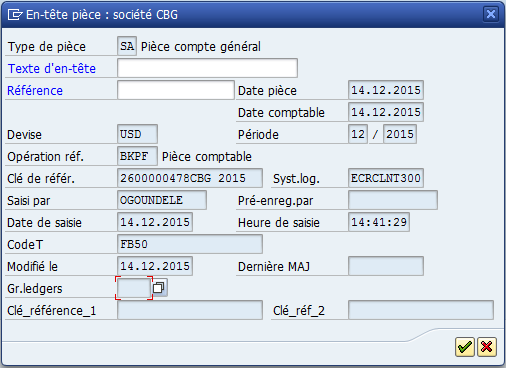 En-tête pièce : société CBG
Type de pièce SA Pièce compte général
Texte d'en-tête
Référence Date pièce 14.12.2015
Date comptable 14.12.2015
Devise USD Période 12 / 2015
Opération réf. BKPF Pièce comptable
Clé de référ. 2600000478CBG 2015 Syst.log. ECRCLNT300
Saisi par OGOUNDELE Pré-enreg.par
Date de saisie 14.12.2015 Heure de saisie 14:41:29
CodeT FB50
Modifié le 14.12.2015 Dernière MAJ
Gr.ledgers
Clé_référence_1 Clé_réf_2